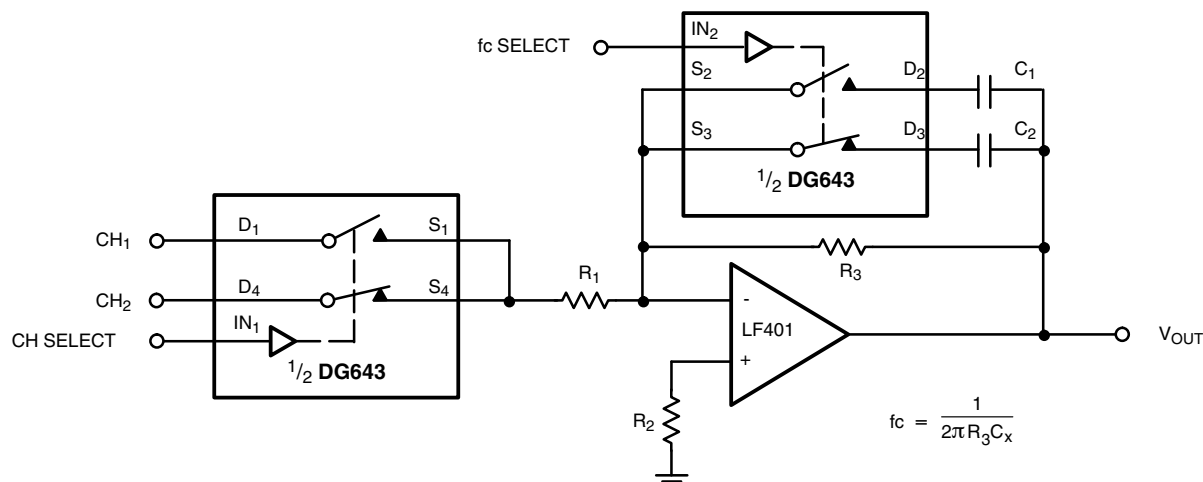 fc SELECT
IN2
S2
D2
C1
S3
D3
C2
1/2 DG643
CH1
D1
S1
CH2
D4
S4
CH SELECT
IN1
1/2 DG643
R1
R3
-
LF401
+
R2
VOUT
fc = 1 / 2πR3Cx